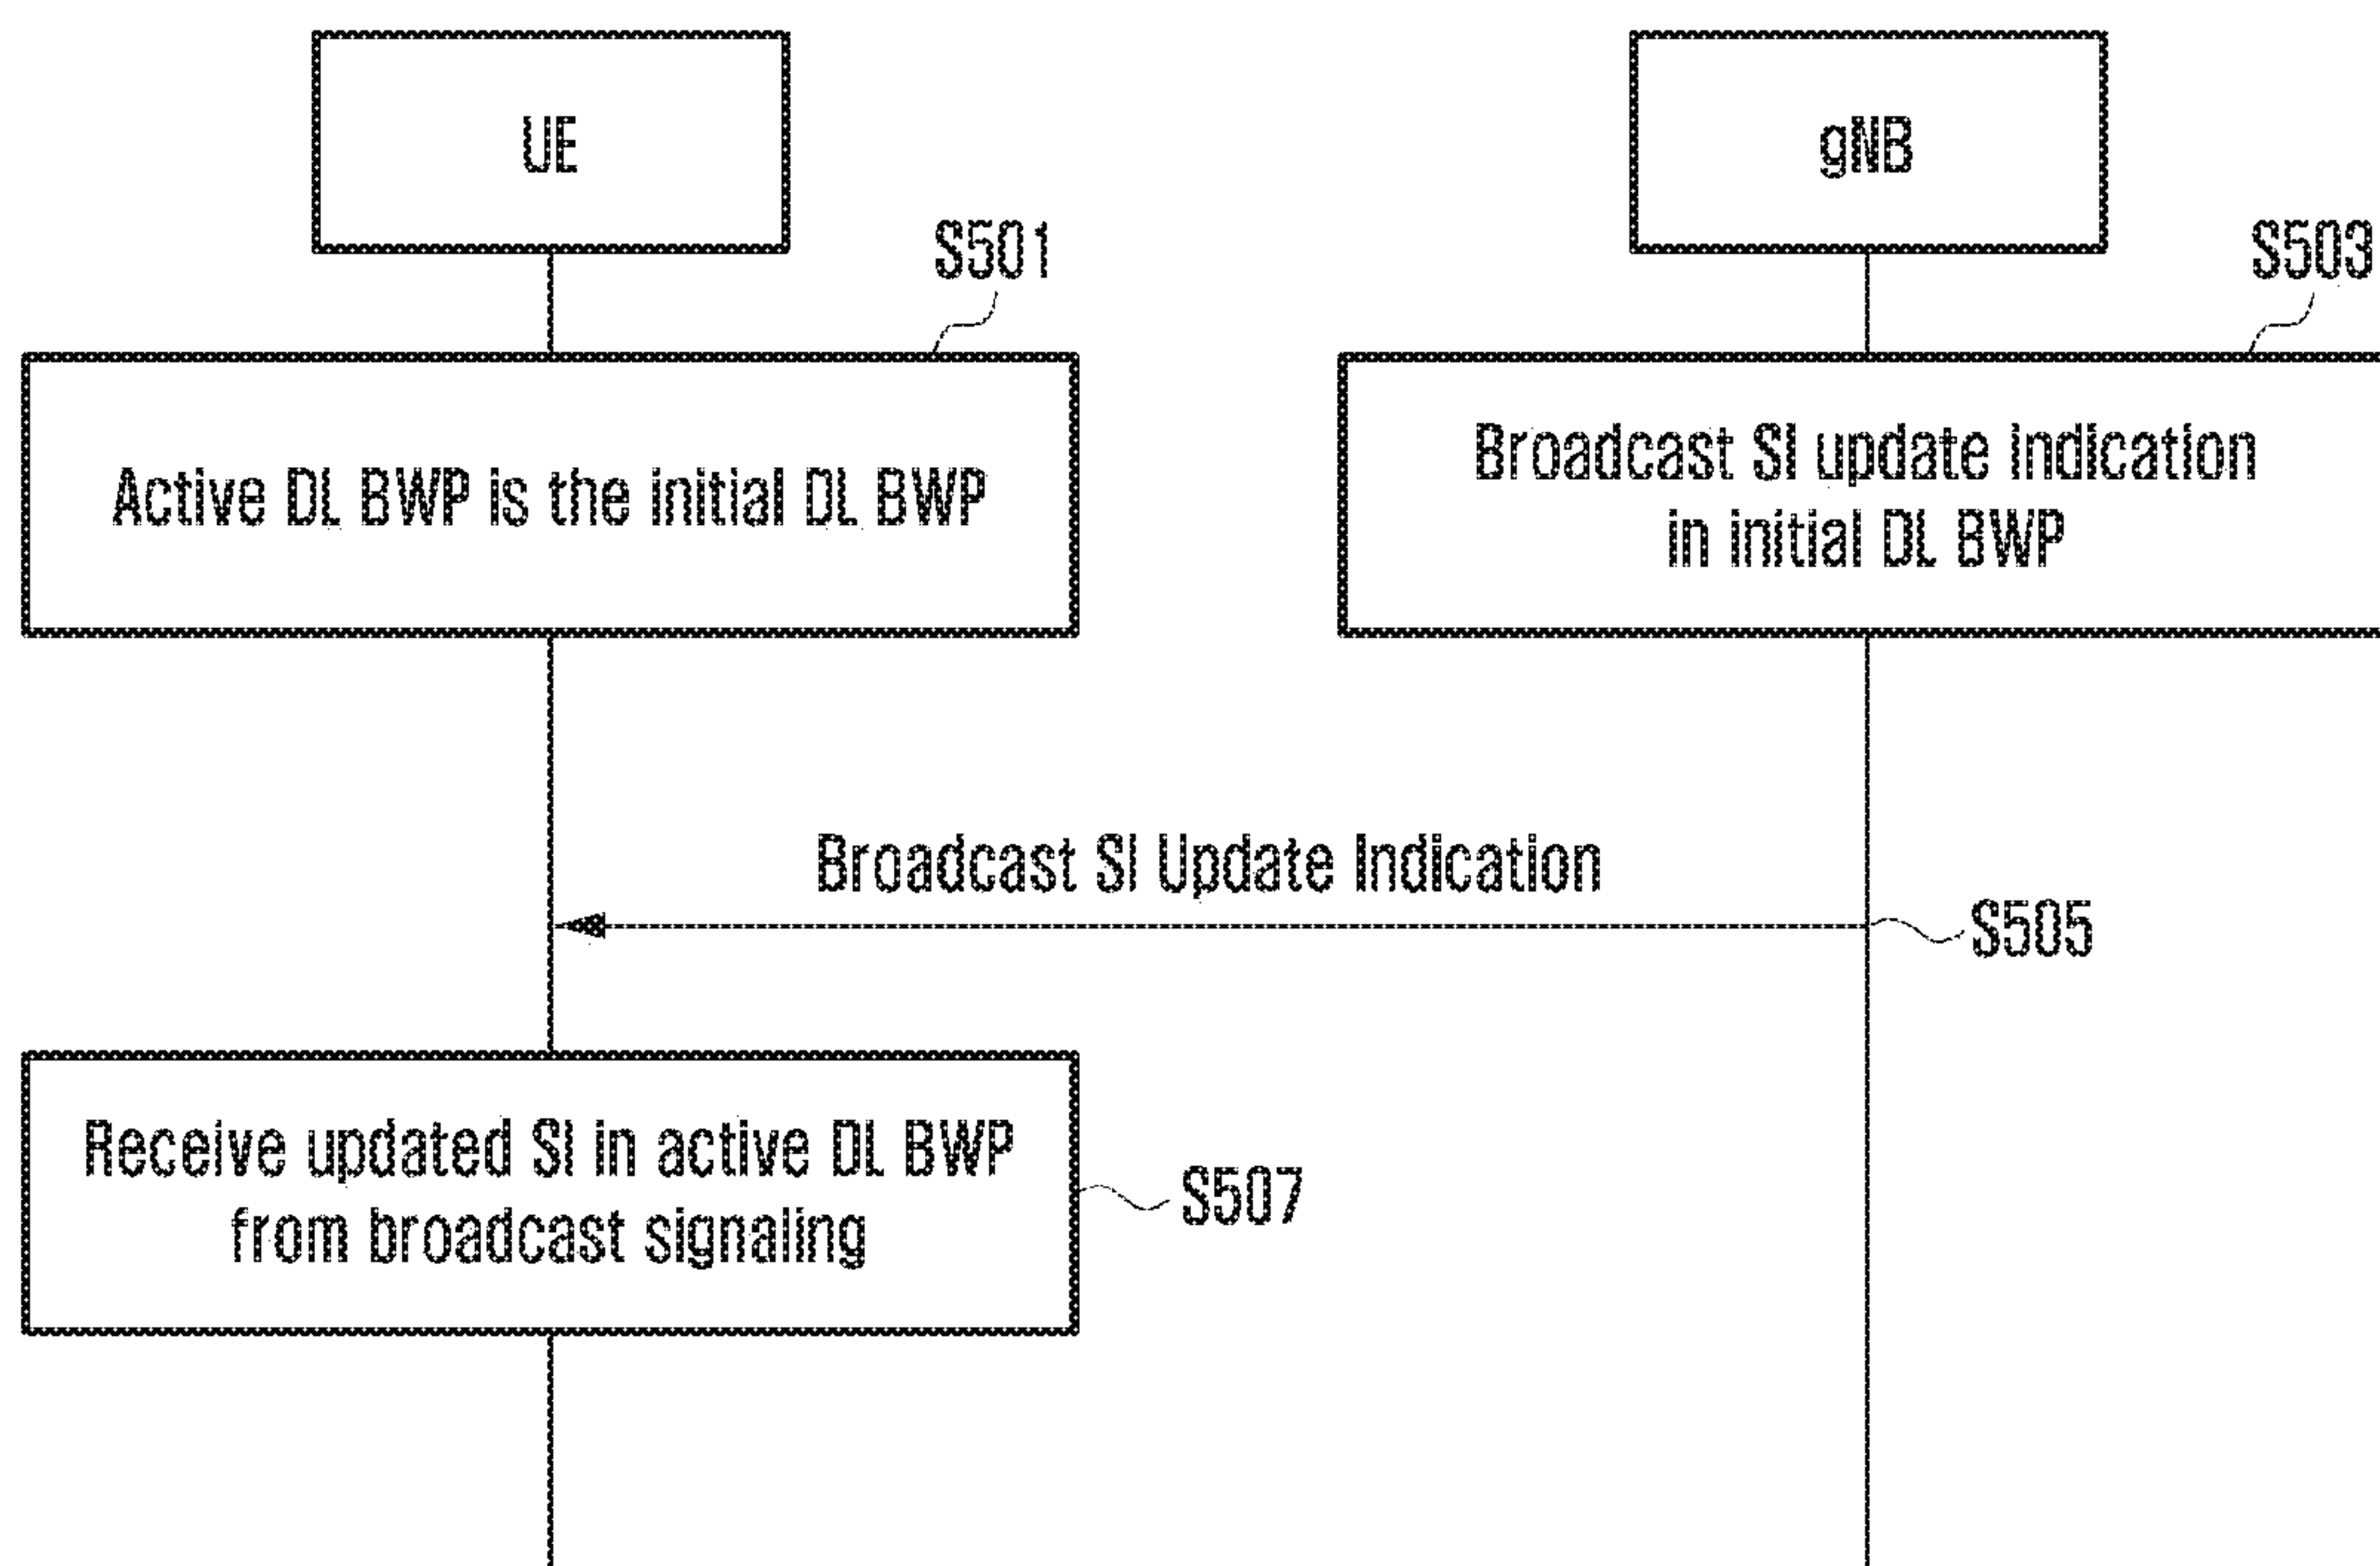 UE
gNB
S501
S503
Active DL BWP is the initial DL BWP
Broadcast SI update indication
in initial DL BWP
Broadcast SI Update Indication
S505
Receive updated SI in active DL BWP
from broadcast signaling
S507